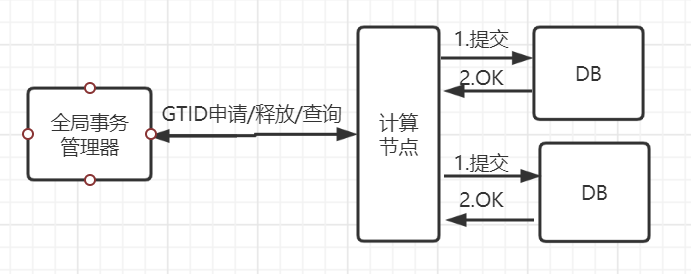 全局事务
管理器
GTID申请/释放/查询
计算
节点
1.提交
2.OK
DB
1.提交
2.OK
DB